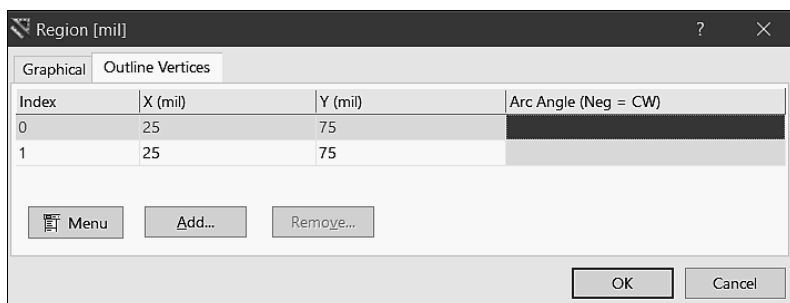 Region [mil] ?
Graphical Outline Vertices
Index X (mil) Y (mil) Arc Angle (Neg = CW)
0 25 75
1 25 75
Menu Add... Remove...
OK Cancel